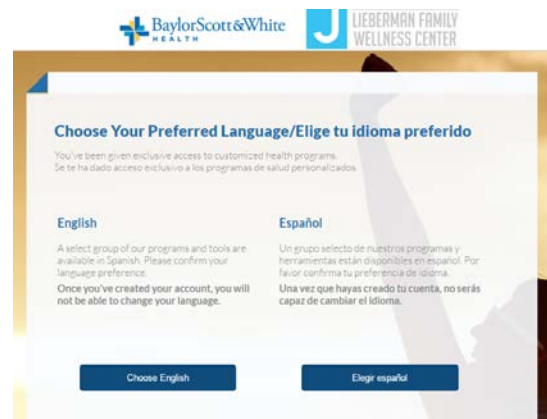 BaylorScott&White
HEALTH
LIEBERMAN FAMILY
WELLNESS CENTER
Choose Your Preferred Language/Elige tu idioma preferido
You've been given exclusive access to customized health programs.
Se te ha dado acceso exclusivo a los programas de salud personalizados.
English
A select group of our programs and tools are
available in Spanish. Please confirm your
language preference.
Once you've created your account, you will
not be able to change your language.
Choose English
Español
Un grupo selecto de nuestros programas y
herramientas están disponibles en español. Por
favor confirma tu preferencia de idioma.
Una vez que hayas creado tu cuenta, no serás
capaz de cambiar el idioma.
Elegir español